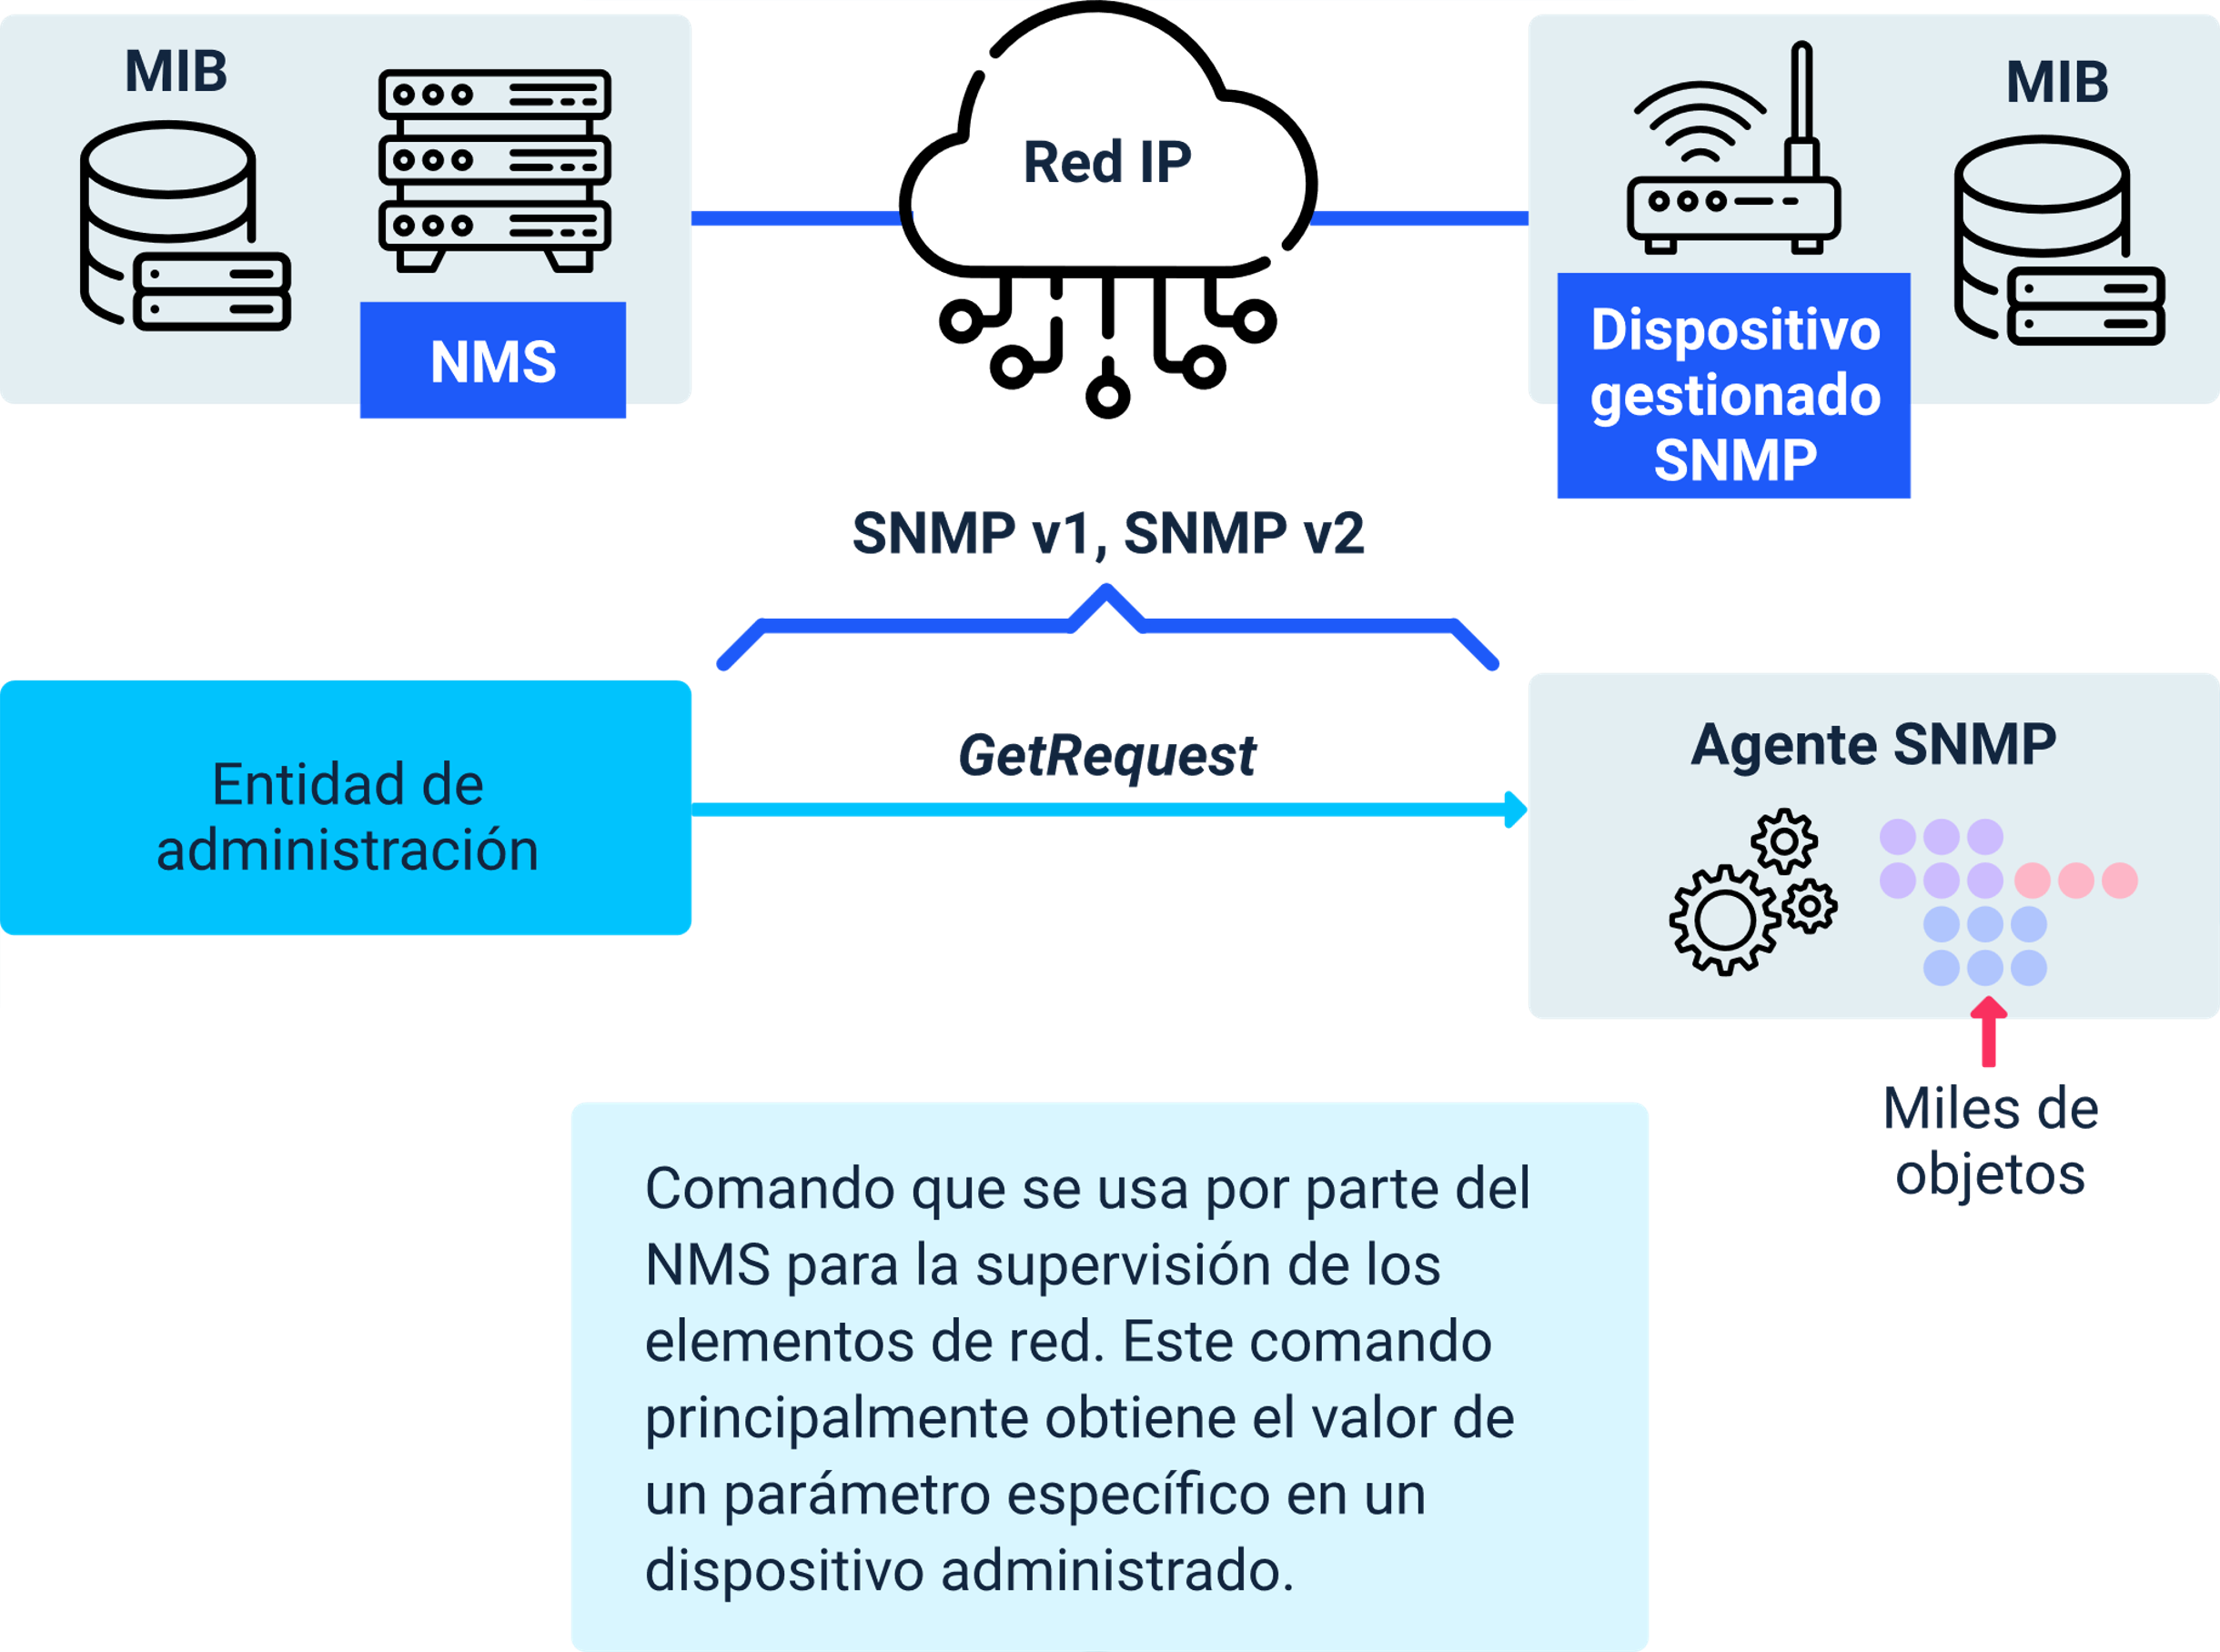 MIB
NMS
Red IP
MIB
Dispositivo
gestionado
SNMP
SNMP v1, SNMP v2
Entidad de
administración
GetRequest
Agente SNMP
Miles de
objetos
Comando que se usa por parte del
NMS para la supervisión de los
elementos de red. Este comando
principalmente obtiene el valor de
un parámetro específico en un
dispositivo administrado.